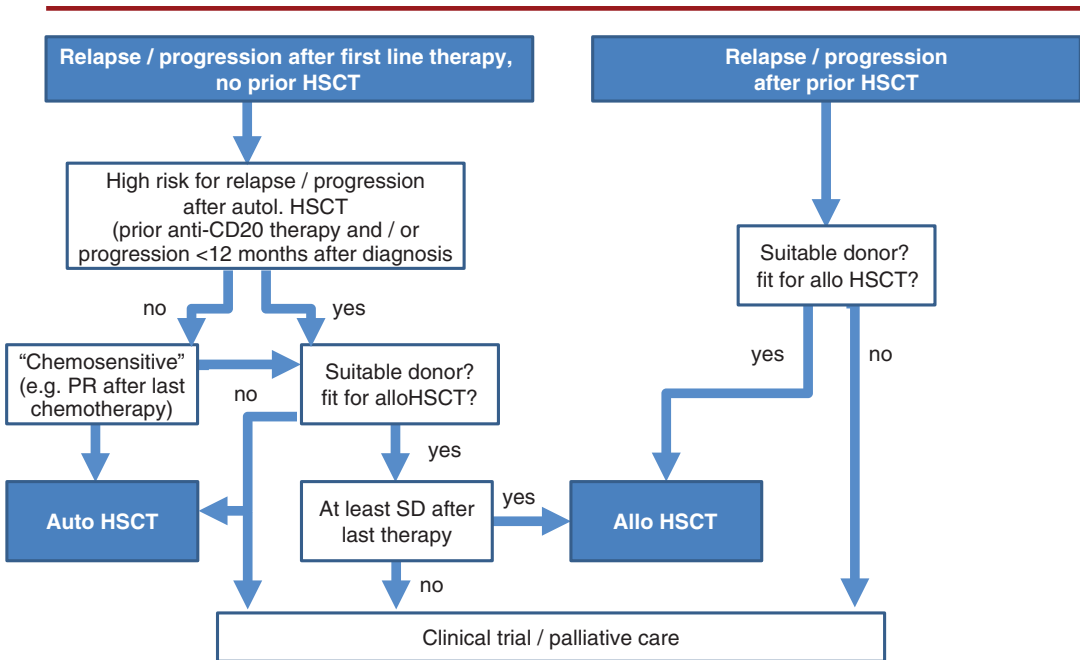 Relapse / progression after first line therapy,
no prior HSCT
Relapse / progression
after prior HSCT
High risk for relapse / progression
after autol. HSCT
(prior anti-CD20 therapy and / or
progression <12 months after diagnosis
Suitable donor?
fit for allo HSCT?
no
yes
“Chemosensitive”
(e.g. PR after last
chemotherapy)
no
Suitable donor?
fit for alloHSCT?
yes
no
yes
Auto HSCT
At least SD after
last therapy
yes
Allo HSCT
no
Clinical trial / palliative care